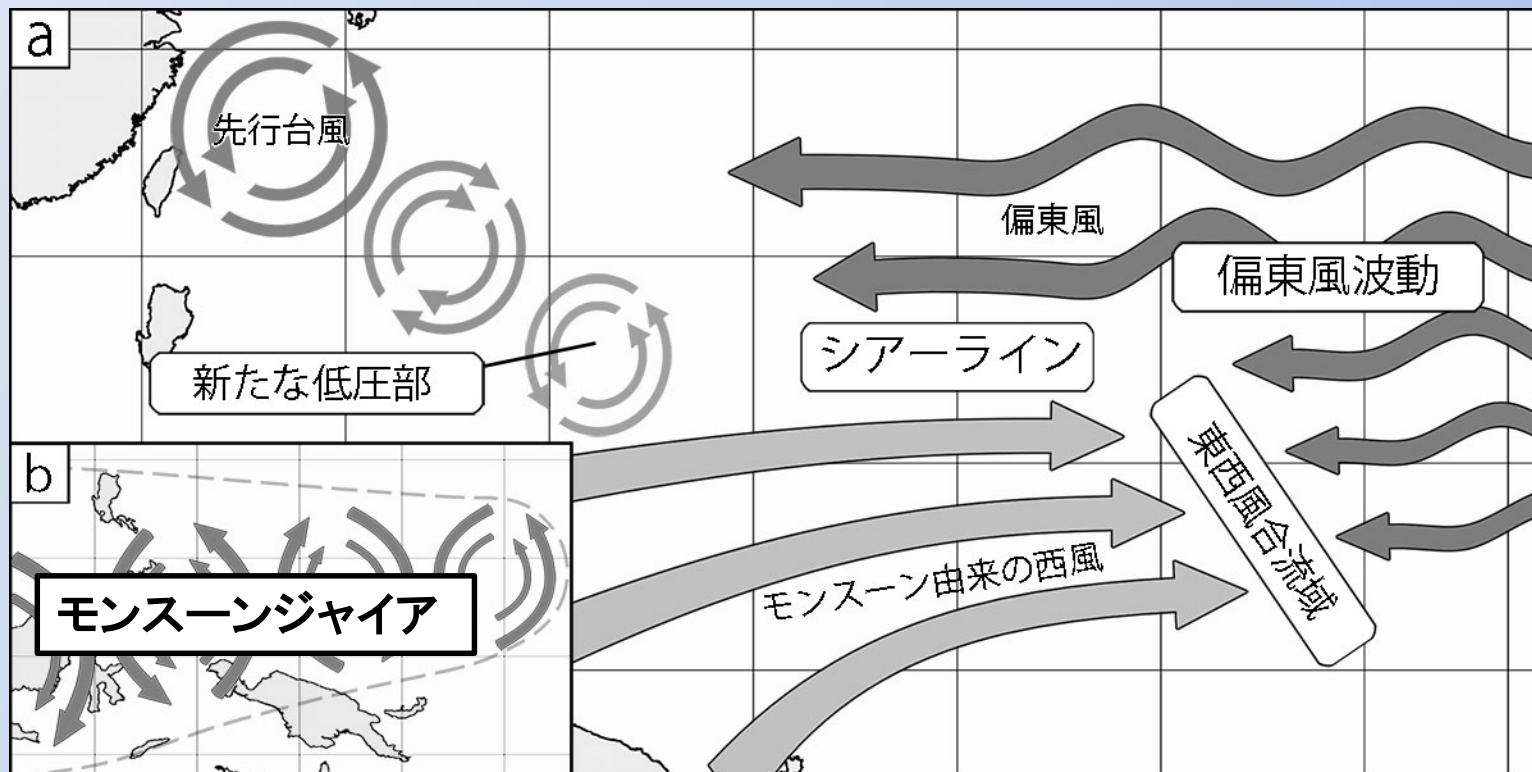 a
先行台風
偏東風
偏東風波動
シアーライン
新たな低圧部
東西風合流域
モンスーン由来の西風
b
モンスーンジャイア